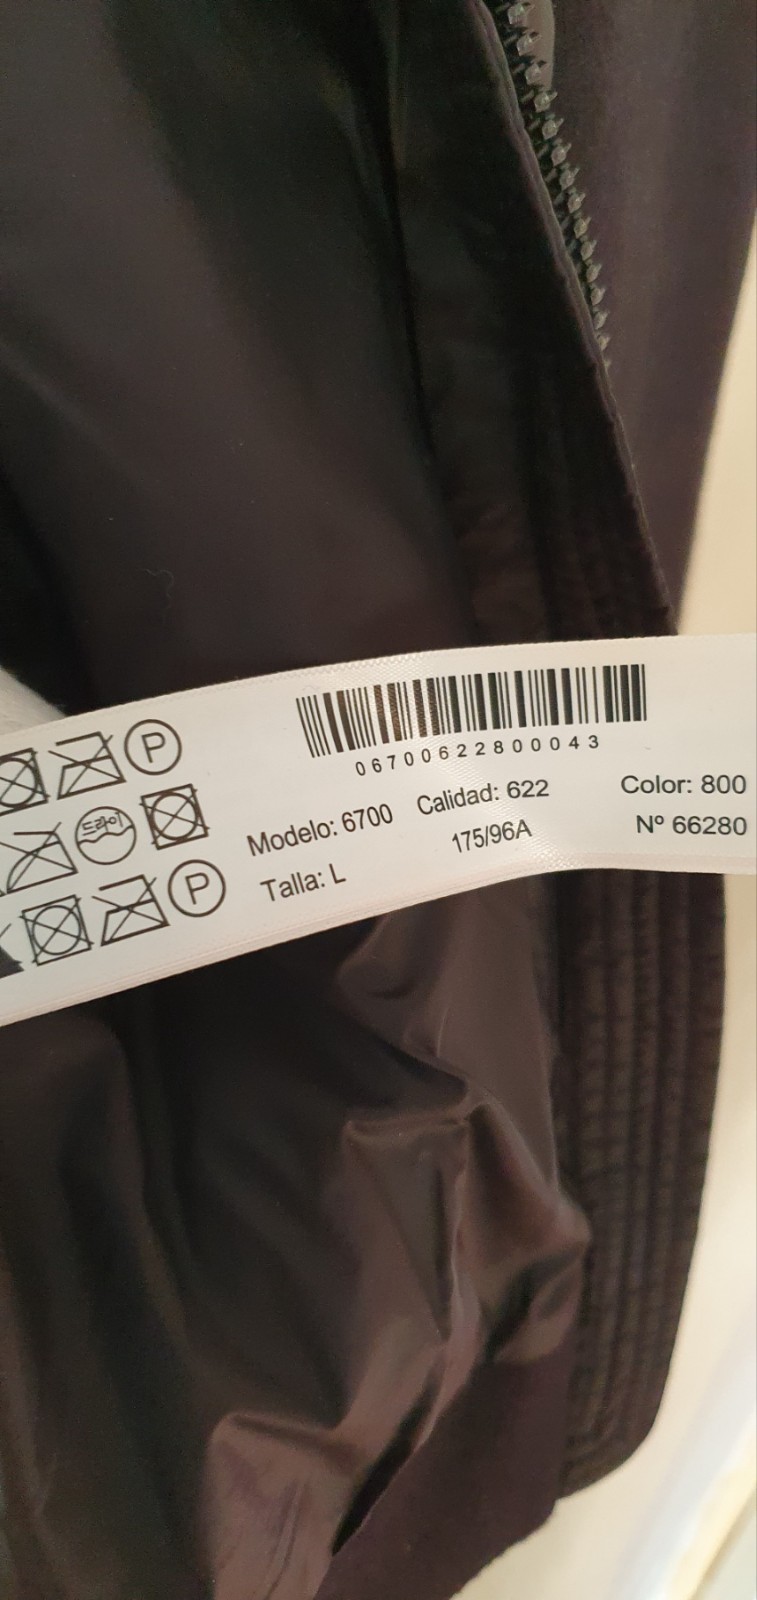 P
드라이
P
06700622800043
Modelo: 6700 Calidad: 622 Color: 800
Talla: L 175/96A Nº 66280